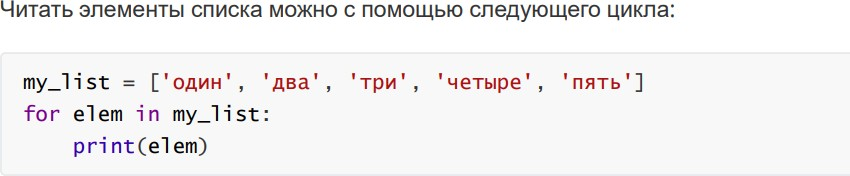 Читать элементы списка можно с помощью следующего цикла:
my_list = ['один', 'два', 'три', 'четыре', 'пять']
for elem in my_list:
    print(elem)